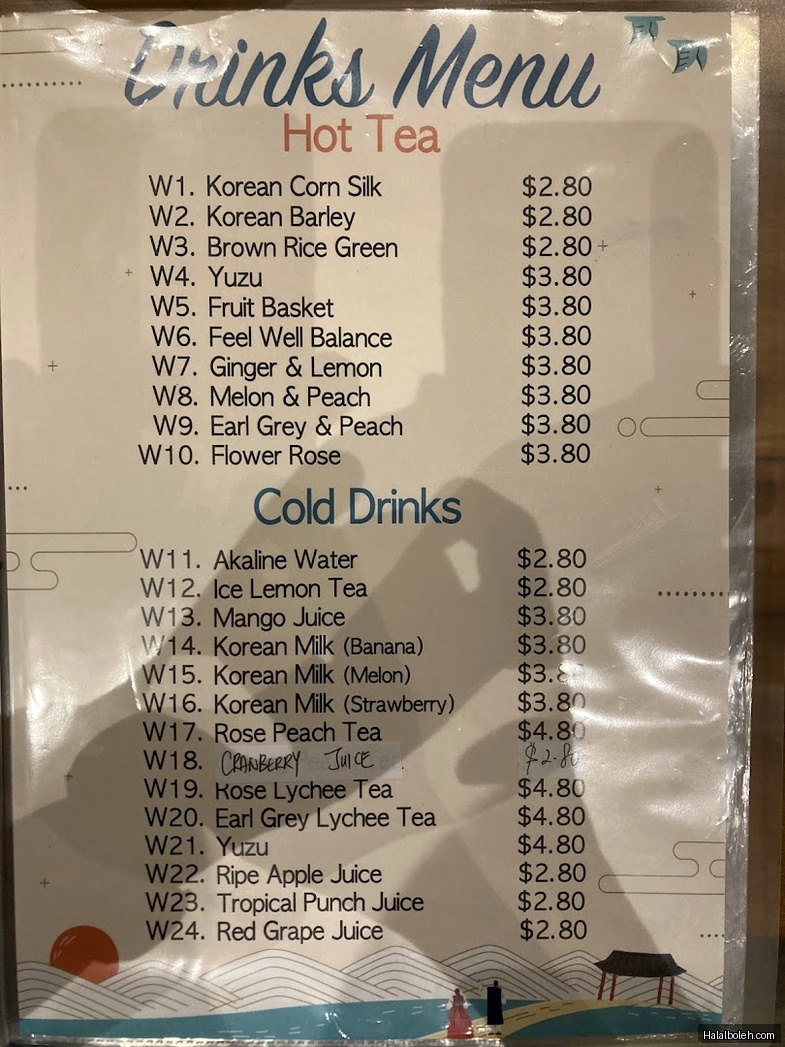 Drinks Menu
Hot Tea
W1. Korean Corn Silk $2.80
W2. Korean Barley $2.80
W3. Brown Rice Green $2.80
W4. Yuzu $3.80
W5. Fruit Basket $3.80
W6. Feel Well Balance $3.80
W7. Ginger & Lemon $3.80
W8. Melon & Peach $3.80
W9. Earl Grey & Peach $3.80
W10. Flower Rose $3.80
Cold Drinks
W11. Akaline Water $2.80
W12. Ice Lemon Tea $2.80
W13. Mango Juice $3.80
W14. Korean Milk (Banana) $3.80
W15. Korean Milk (Melon) $3.80
W16. Korean Milk (Strawberry) $3.80
W17. Rose Peach Tea $4.80
W18. CRANBERRY JUICE $2.80
W19. Rose Lychee Tea $4.80
W20. Earl Grey Lychee Tea $4.80
W21. Yuzu $4.80
W22. Ripe Apple Juice $2.80
W23. Tropical Punch Juice $2.80
W24. Red Grape Juice $2.80
Halalboleh.com